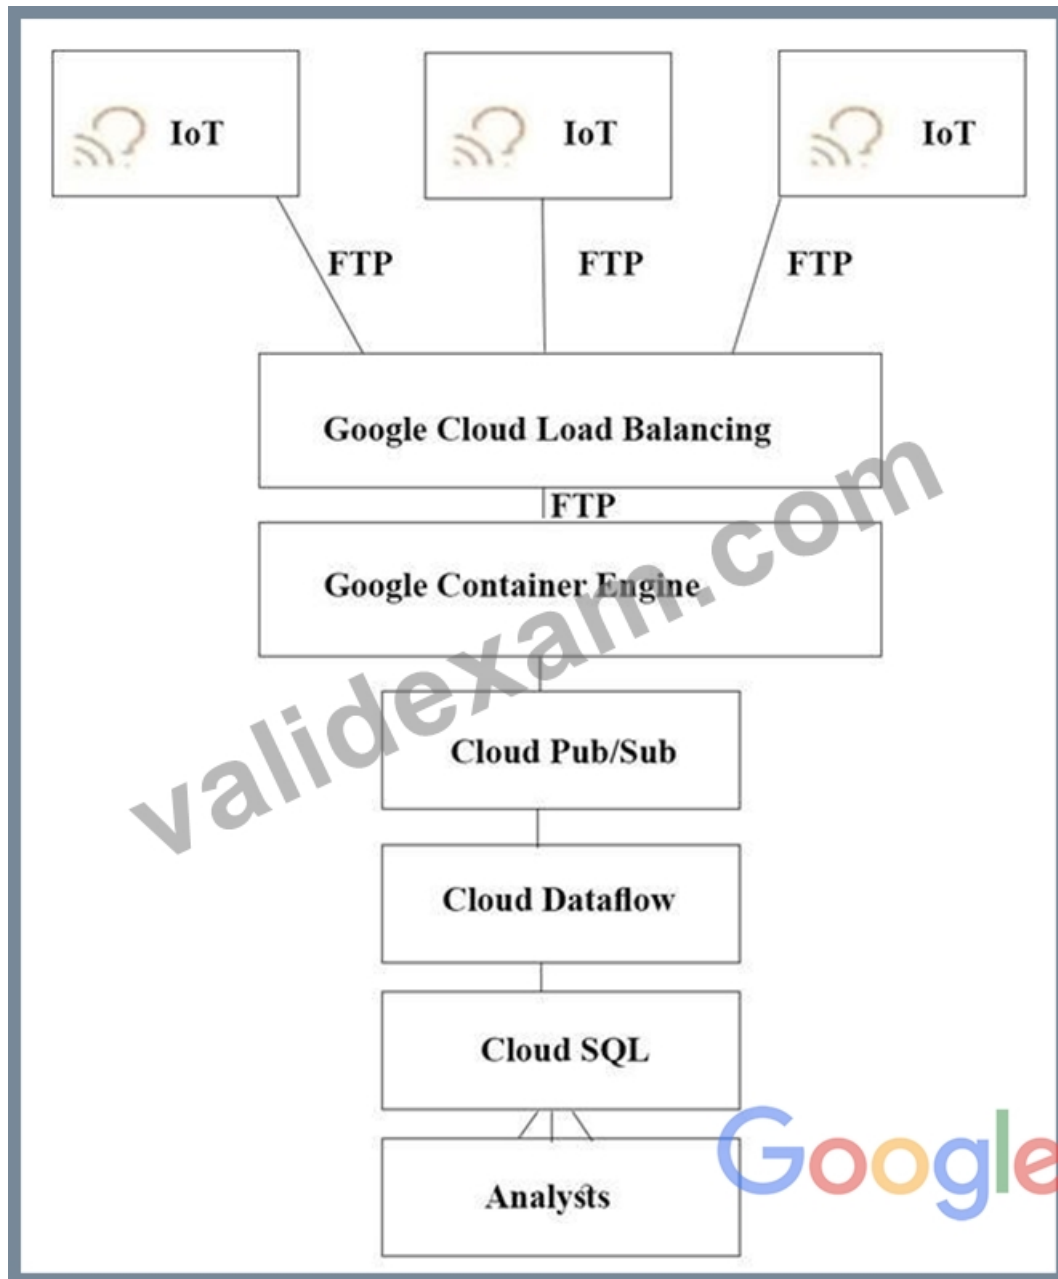 IoT IoT IoT
FTP FTP FTP
Google Cloud Load Balancing
FTP
Google Container Engine
validexam.com
Cloud Pub/Sub
Cloud Dataflow
Cloud SQL
Analysts
Google